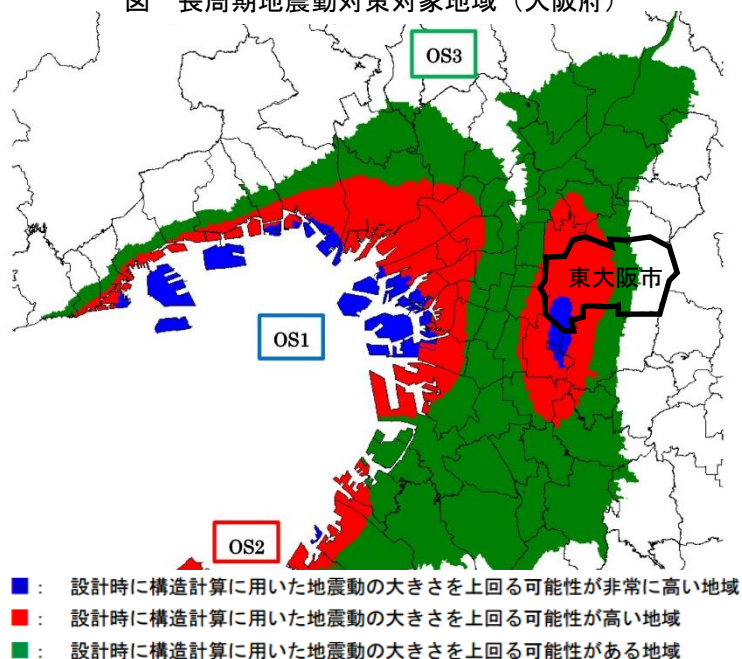 図 長周期地震動対策対象地域（大阪府）
OS3
東大阪市
OS1
OS2
■： 設計時に構造計算に用いた地震動の大きさを上回る可能性が非常に高い地域
■： 設計時に構造計算に用いた地震動の大きさを上回る可能性が高い地域
■： 設計時に構造計算に用いた地震動の大きさを上回る可能性がある地域